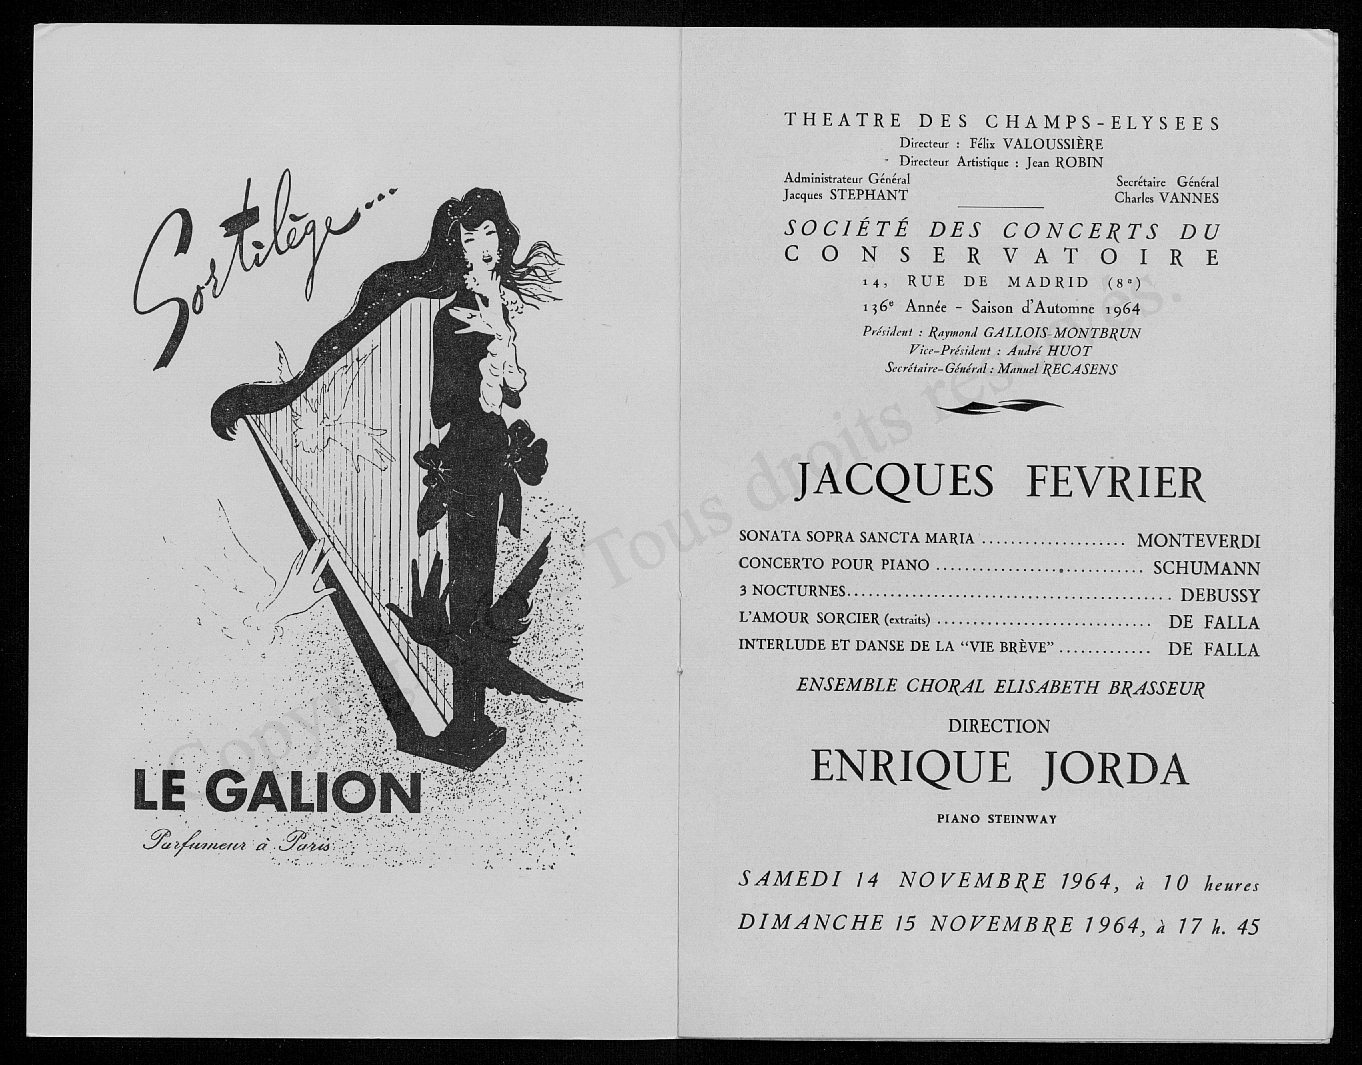 Sortilège...
LE GALION
Parfumeur à Paris
THEATRE DES CHAMPS-ELYSEES
Directeur : Félix VALOUSSIÈRE
Directeur Artistique : Jean ROBIN
Administrateur Général
Jacques STEPHANT
Secrétaire Général
Charles VANNES
SOCIÉTÉ DES CONCERTS DU
CONSERVATOIRE
14, RUE DE MADRID (8e)
136e Année - Saison d'Automne 1964
Président : Raymond GALLOIS-MONTBRUN
Vice-Président : André HUOT
Secrétaire-Général : Manuel RECASENS
JACQUES FEVRIER
SONATA SOPRA SANCTA MARIA .................... MONTEVERDI
CONCERTO POUR PIANO ............................. SCHUMANN
3 NOCTURNES............................................. DEBUSSY
L'AMOUR SORCIER (extraits) .............................. DE FALLA
INTERLUDE ET DANSE DE LA “VIE BRÈVE” ............. DE FALLA
ENSEMBLE CHORAL ELISABETH BRASSEUR
DIRECTION
ENRIQUE JORDA
PIANO STEINWAY
SAMEDI 14 NOVEMBRE 1964, à 10 heures
DIMANCHE 15 NOVEMBRE 1964, à 17 h. 45
Tous droits